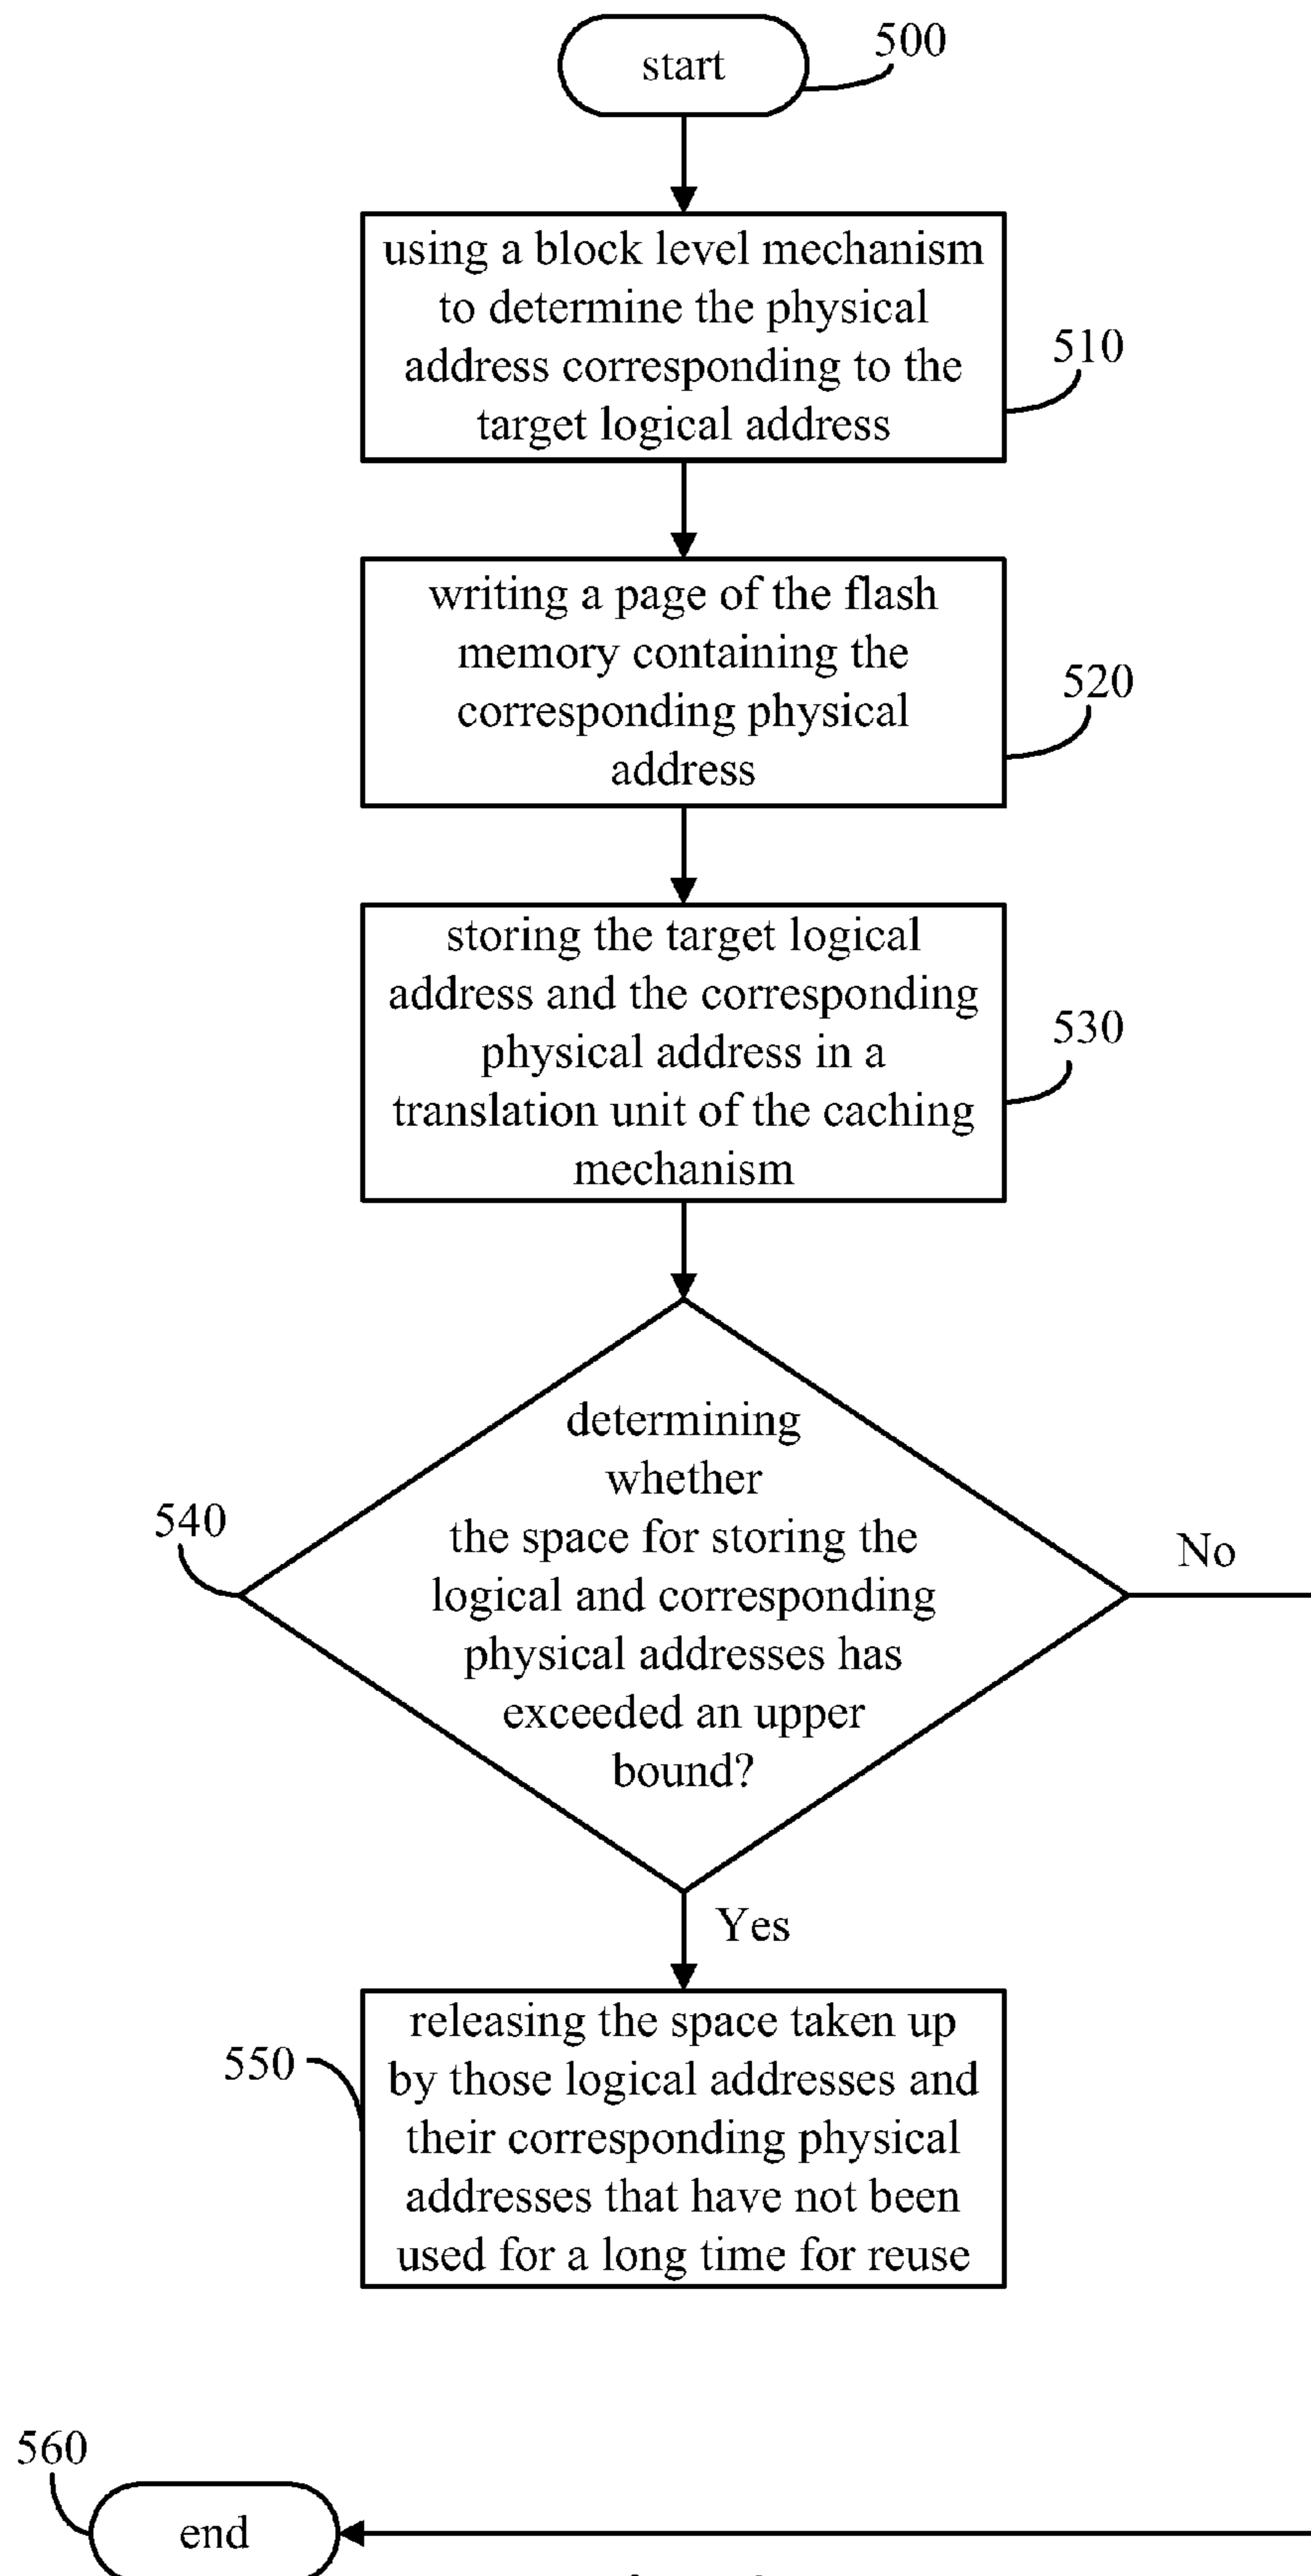 start
500
using a block level mechanism
to determine the physical
address corresponding to the
target logical address
510
writing a page of the flash
memory containing the
corresponding physical
address
520
storing the target logical
address and the corresponding
physical address in a
translation unit of the caching
mechanism
530
determining
whether
the space for storing the
logical and corresponding
physical addresses has
exceeded an upper
bound?
540
No
Yes
releasing the space taken up
by those logical addresses and
their corresponding physical
addresses that have not been
used for a long time for reuse
550
560
end